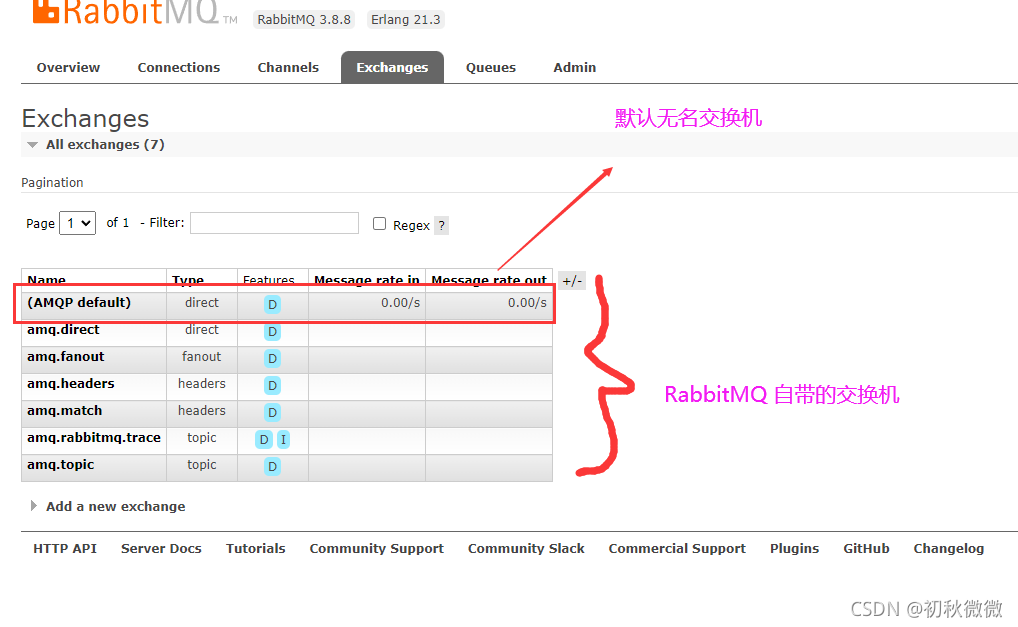 RabbitMQ TM RabbitMQ 3.8.8 Erlang 21.3
Overview Connections Channels Exchanges Queues Admin
Exchanges
默认无名交换机
All exchanges (7)
Pagination
Page 1 of 1 - Filter: Regex ?
Name Type Features Message rate in Message rate out +/-
(AMQP default) direct D 0.00/s 0.00/s
amq.direct direct D
amq.fanout fanout D
amq.headers headers D
RabbitMQ 自带的交换机
amq.match headers D
amq.rabbitmq.trace topic D I
amq.topic topic D
Add a new exchange
HTTP API Server Docs Tutorials Community Support Community Slack Commercial Support Plugins GitHub Changelog
CSDN @初秋微微